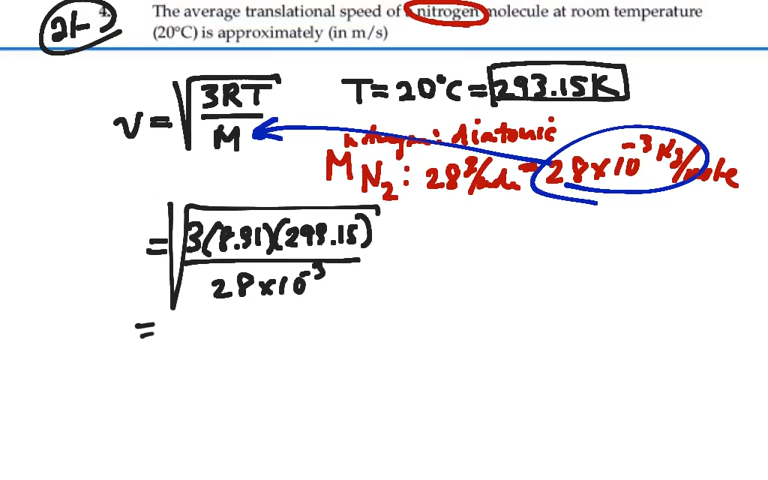 21-) 4. The average translational speed of a nitrogen molecule at room temperature
(20°C) is approximately (in m/s)
v = √ 3RT / M T = 20°C = 293.15K
nitrogen: diatomic
M N₂: 28 g/mole = 28×10⁻³ Kg/mole
= √ 3(8.31)(293.15) / 28×10⁻³
=